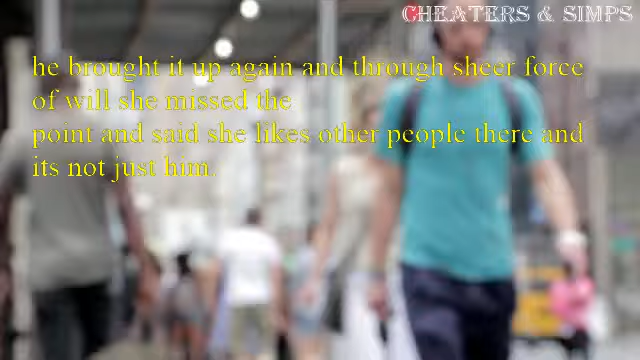 CHEATERS & SIMPS
he brought it up again and through sheer force
of will she missed the
point and said she likes other people there and
its not just him.